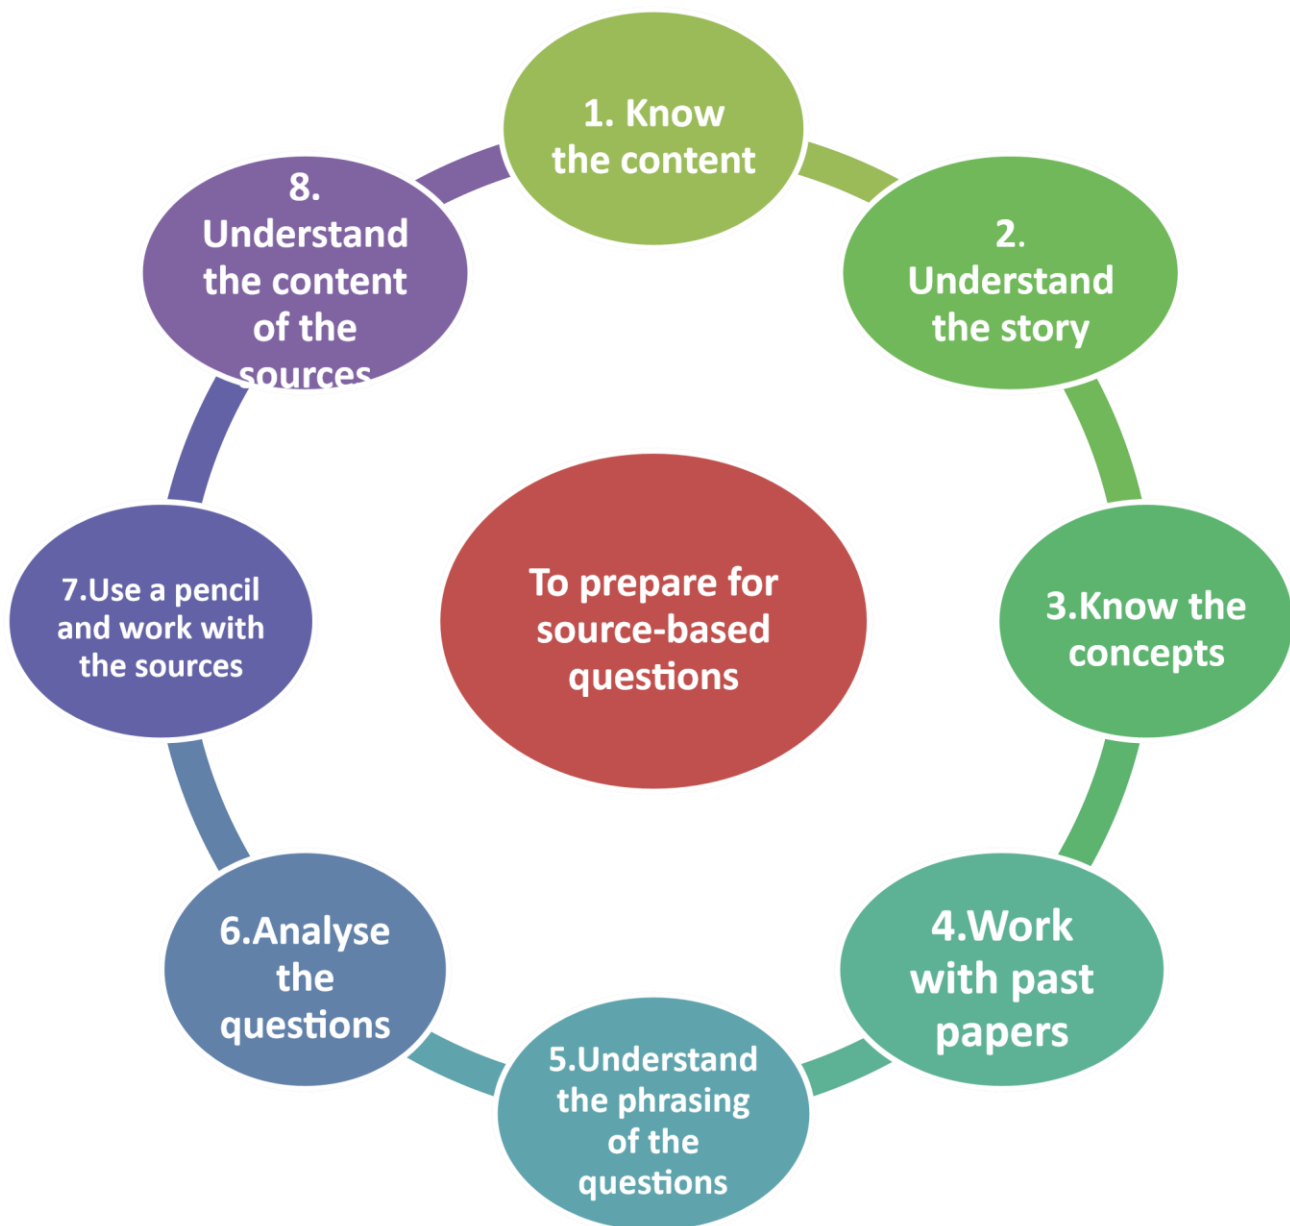 1. Know
the content
2.
Understand
the story
3.Know the
concepts
4.Work
with past
papers
5.Understand
the phrasing
of the
questions
6.Analyse
the
questions
7.Use a pencil
and work with
the sources
8.
Understand
the content
of the
sources
To prepare for
source-based
questions